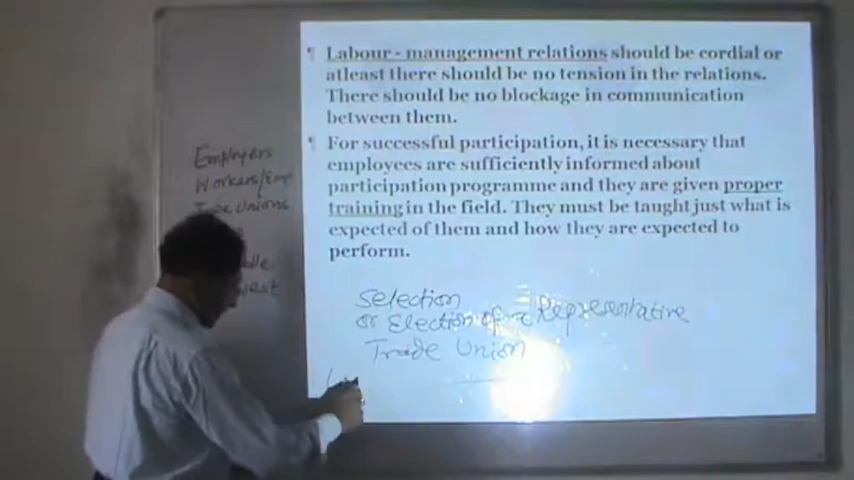 ¶ Labour - management relations should be cordial or
atleast there should be no tension in the relations.
There should be no blockage in communication
between them.
¶ For successful participation, it is necessary that
employees are sufficiently informed about
participation programme and they are given proper
training in the field. They must be taught just what is
expected of them and how they are expected to
perform.
Employers
Workers/Emp
Trade Unions
Selection
or Election of Representative
Trade Union